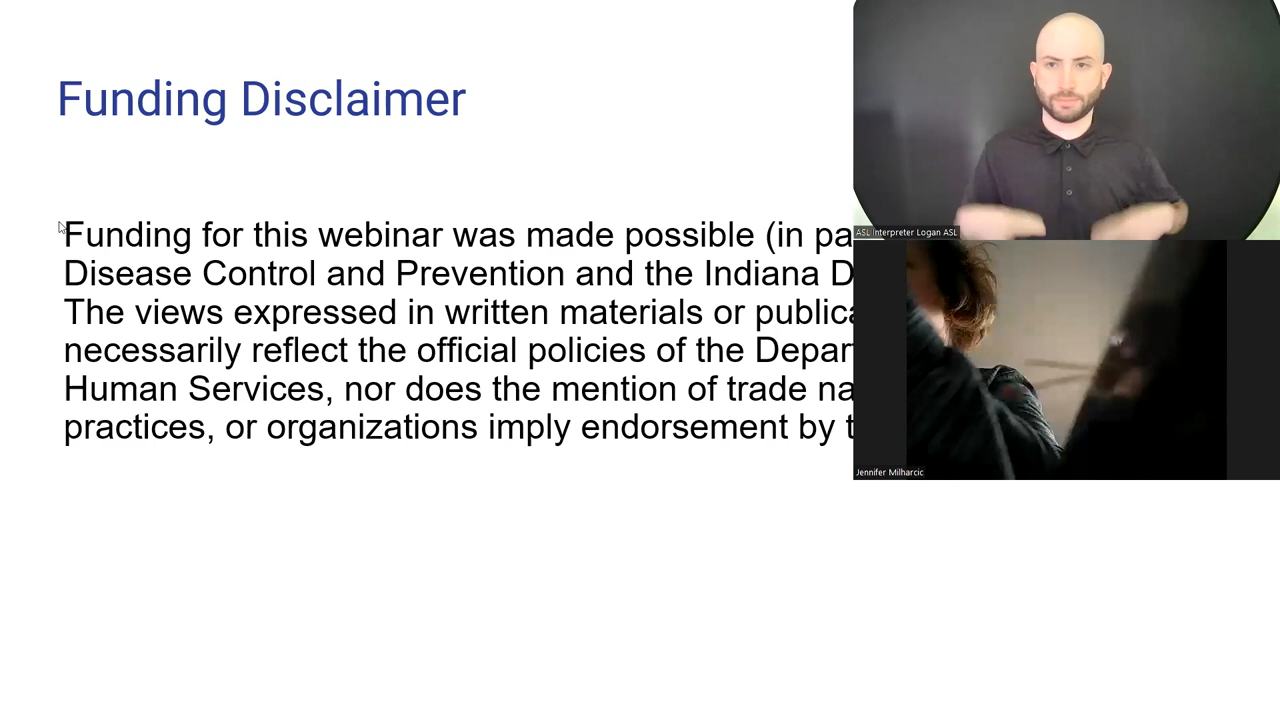 Funding Disclaimer
Funding for this webinar was made possible (in pa
Disease Control and Prevention and the Indiana D
The views expressed in written materials or publica
necessarily reflect the official policies of the Depar
Human Services, nor does the mention of trade na
practices, or organizations imply endorsement by t
ASL Interpreter Logan ASL
Jennifer Milharcic